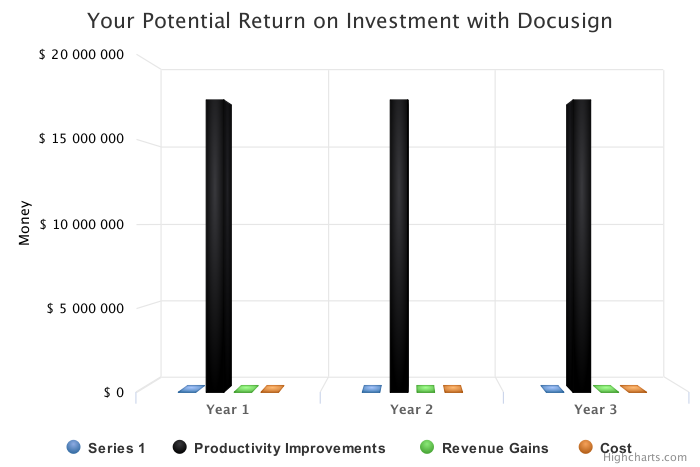 Your Potential Return on Investment with Docusign
$ 20 000 000
$ 15 000 000
$ 10 000 000
$ 5 000 000
$ 0
Money
Year 1
Year 2
Year 3
Series 1
Productivity Improvements
Revenue Gains
Cost
Highcharts.com